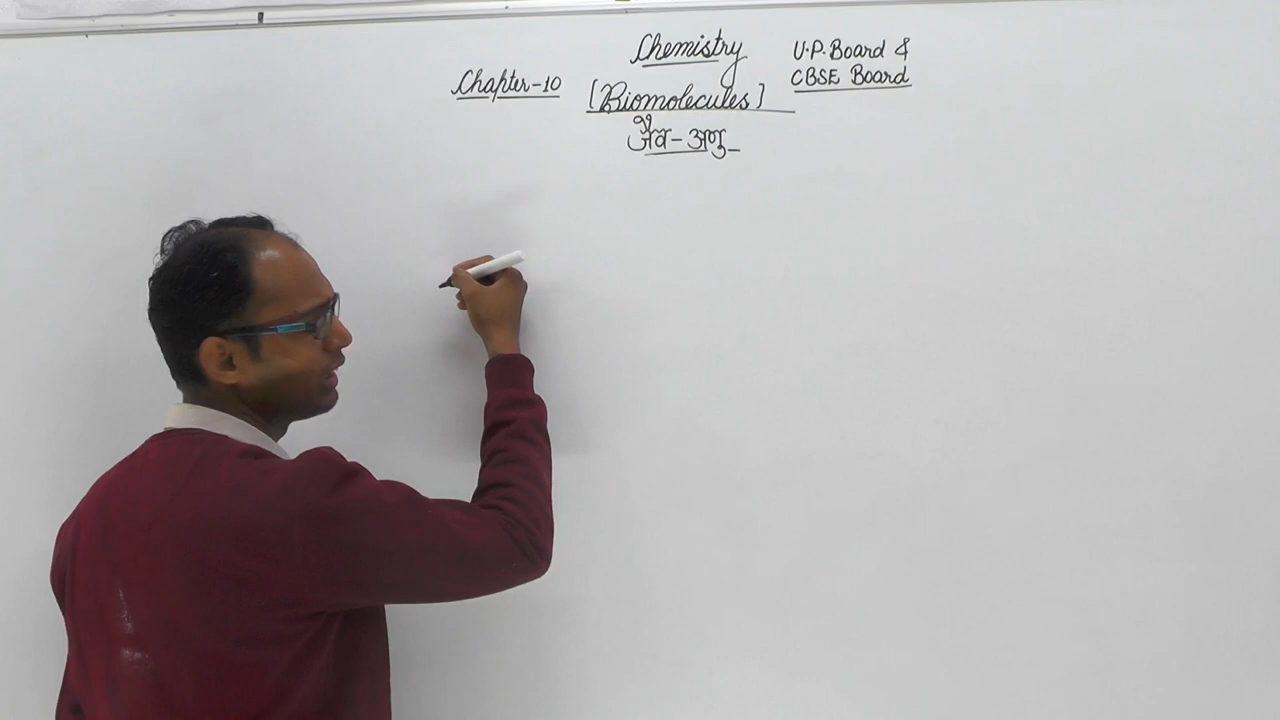 Chemistry
U.P. Board &
CBSE Board
Chapter-10
[Biomolecules]
जैव-अणु